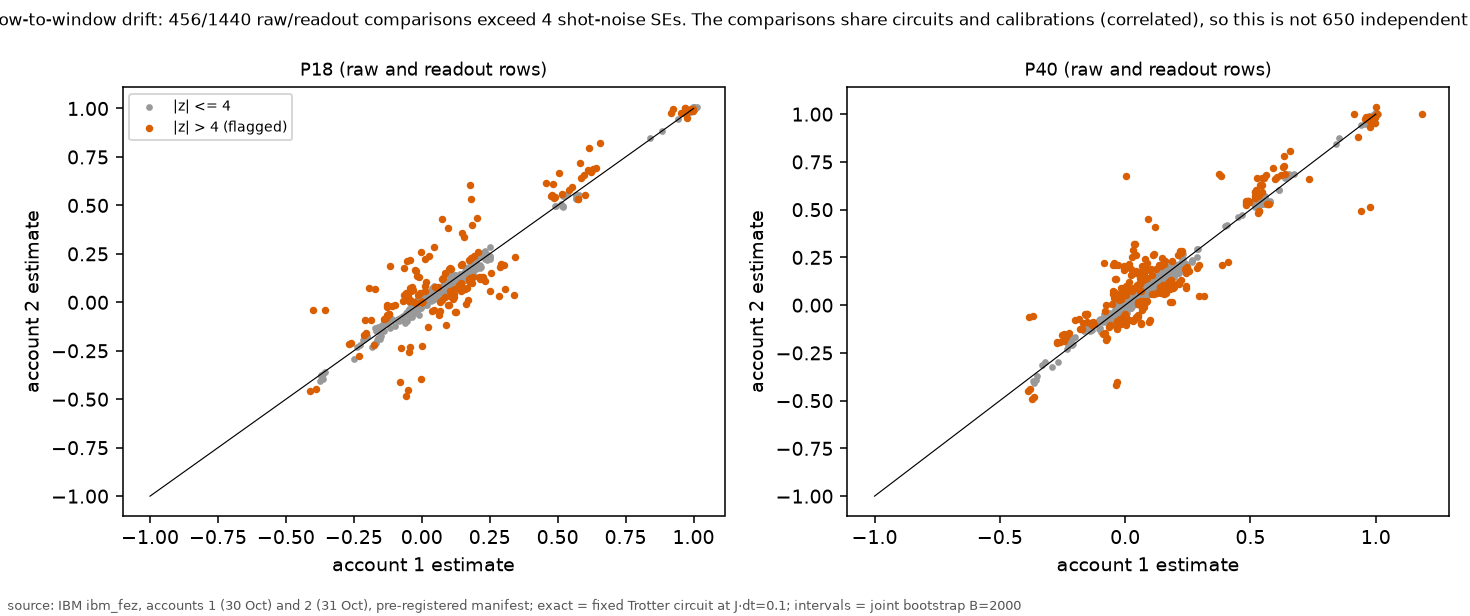 ow-to-window drift: 456/1440 raw/readout comparisons exceed 4 shot-noise SEs. The comparisons share circuits and calibrations (correlated), so this is not 650 independent
P18 (raw and readout rows)
|z| <= 4
|z| > 4 (flagged)
1.00
0.75
0.50
0.25
0.00
−0.25
−0.50
−0.75
−1.00
account 2 estimate
−1.00 −0.75 −0.50 −0.25 0.00 0.25 0.50 0.75 1.00
account 1 estimate
P40 (raw and readout rows)
1.00
0.75
0.50
0.25
0.00
−0.25
−0.50
−0.75
−1.00
account 2 estimate
−1.0 −0.5 0.0 0.5 1.0
account 1 estimate
source: IBM ibm_fez, accounts 1 (30 Oct) and 2 (31 Oct), pre-registered manifest; exact = fixed Trotter circuit at J·dt=0.1; intervals = joint bootstrap B=2000